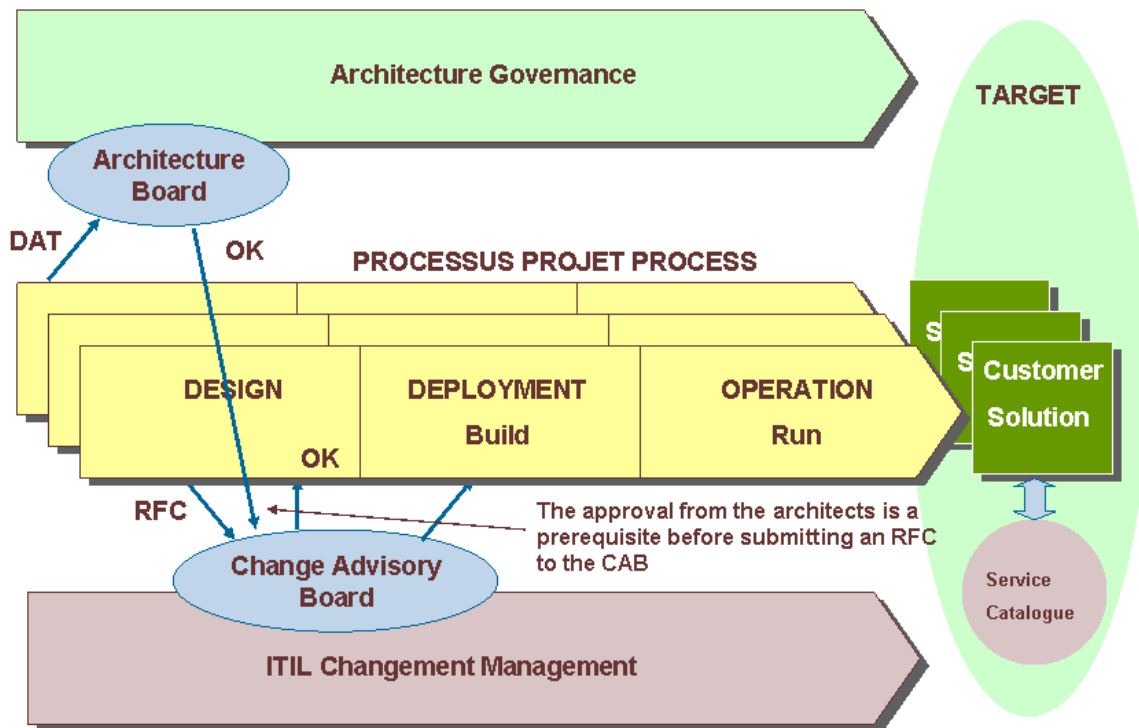 Architecture Governance
TARGET
Architecture
Board
DAT
OK
PROCESSUS PROJET PROCESS
S
S
Customer
Solution
DESIGN
DEPLOYMENT
Build
OPERATION
Run
OK
RFC
The approval from the architects is a
prerequisite before submitting an RFC
to the CAB
Change Advisory
Board
Service
Catalogue
ITIL Changement Management